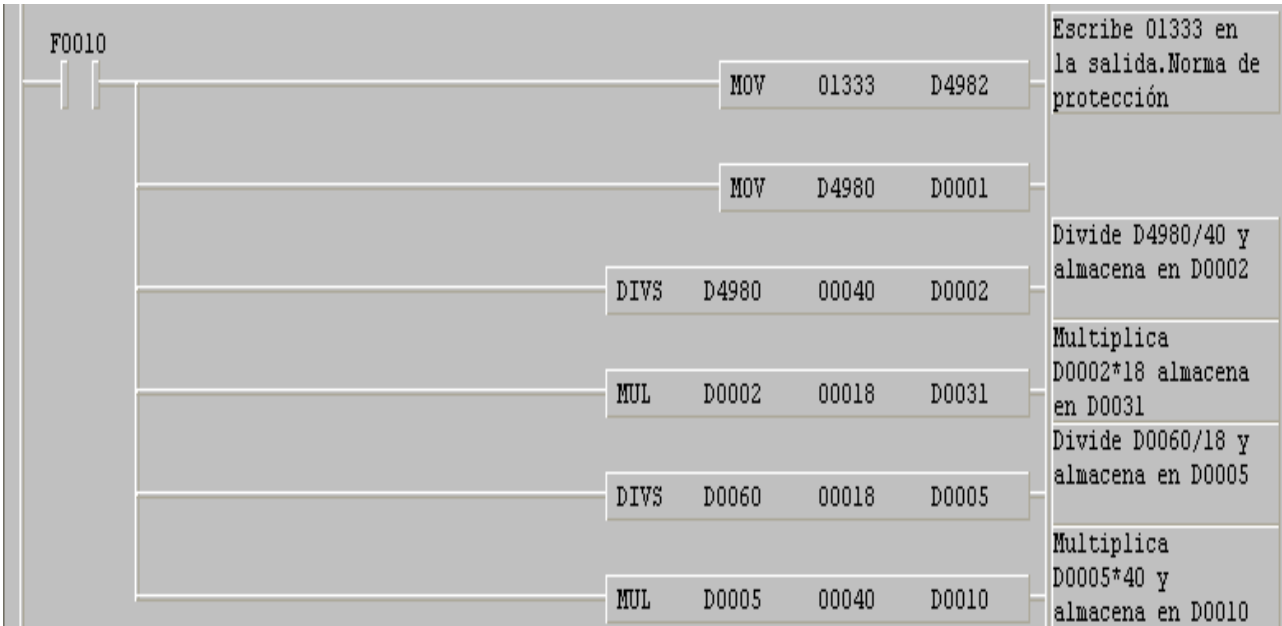 F0010
MOV 01333 D4982
Escribe 01333 en
la salida.Norma de
protección
MOV D4980 D0001
DIVS D4980 00040 D0002
Divide D4980/40 y
almacena en D0002
MUL D0002 00018 D0031
Multiplica
D0002*18 almacena
en D0031
DIVS D0060 00018 D0005
Divide D0060/18 y
almacena en D0005
MUL D0005 00040 D0010
Multiplica
D0005*40 y
almacena en D0010